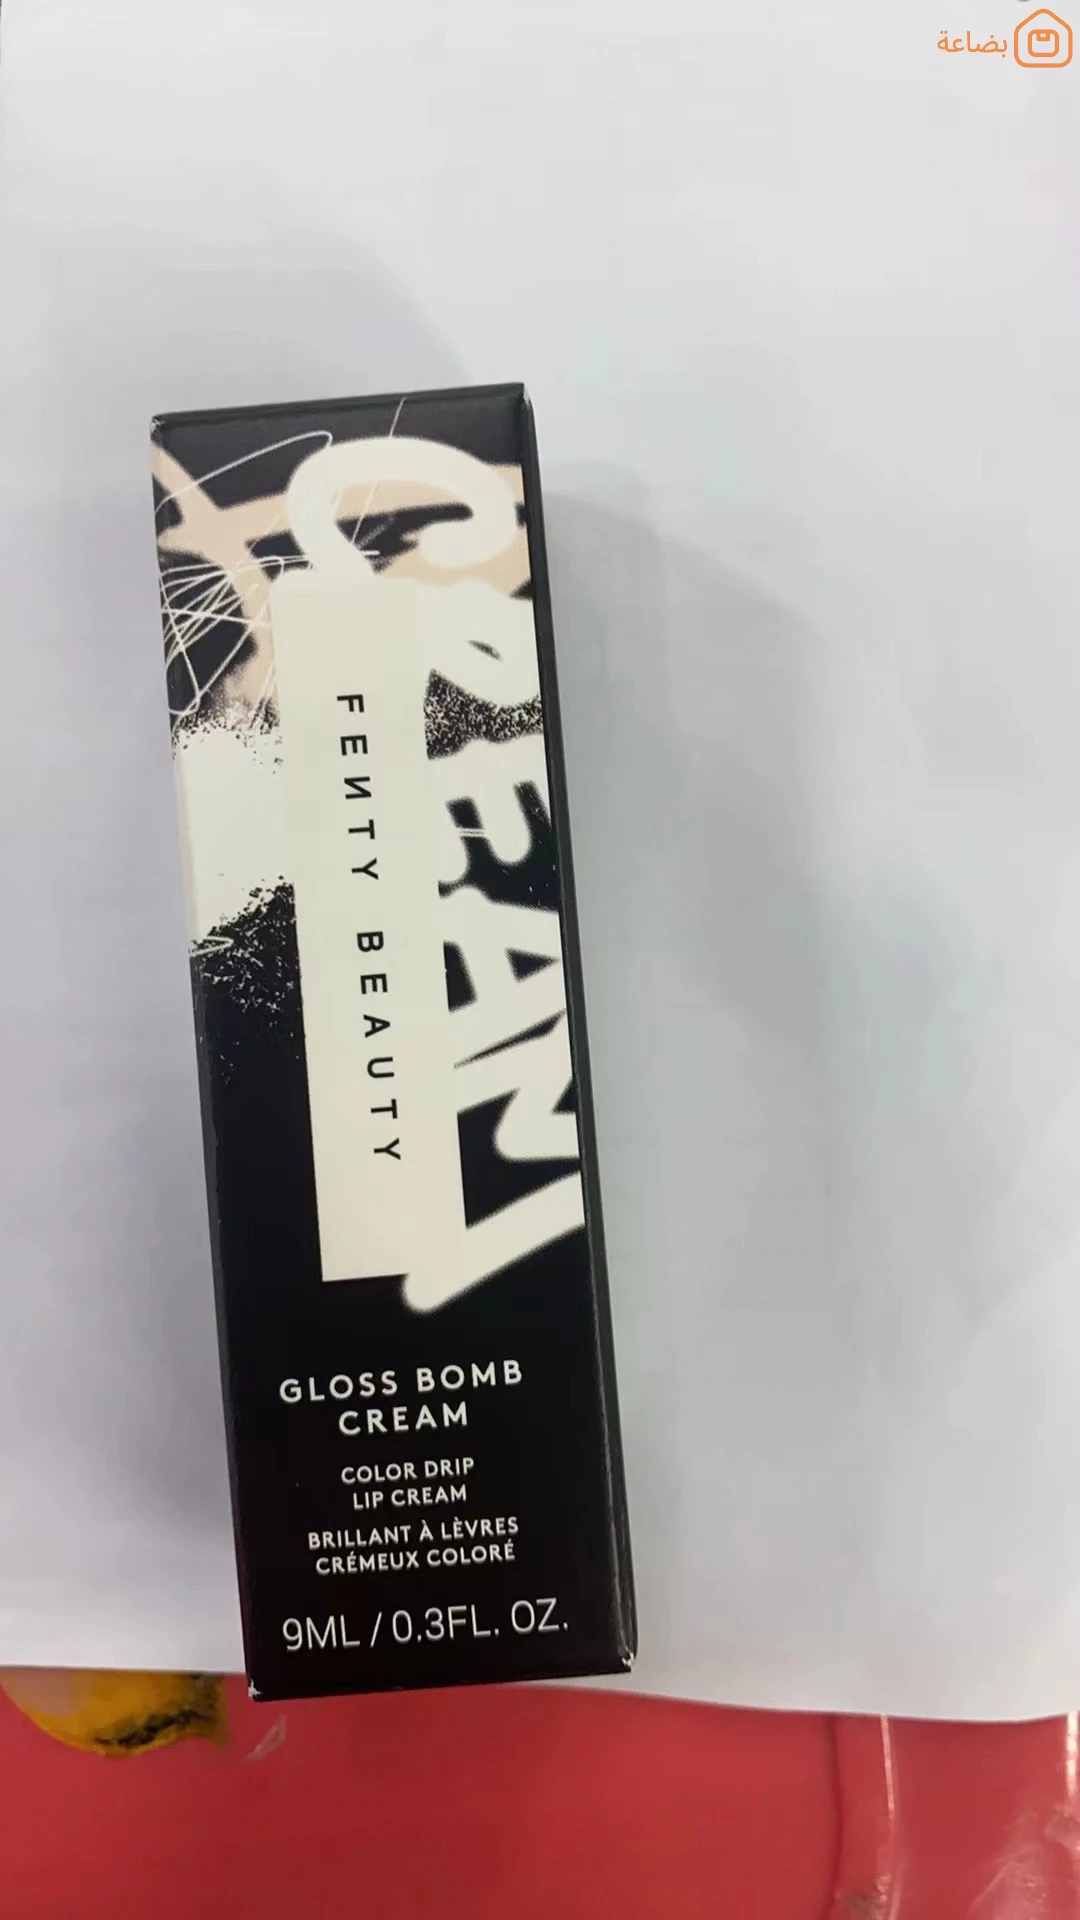 بضاعة
CREAM
FENTY BEAUTY
GLOSS BOMB
CREAM
COLOR DRIP
LIP CREAM
BRILLANT À LÈVRES
CRÉMEUX COLORÉ
9ML / 0.3FL. OZ.